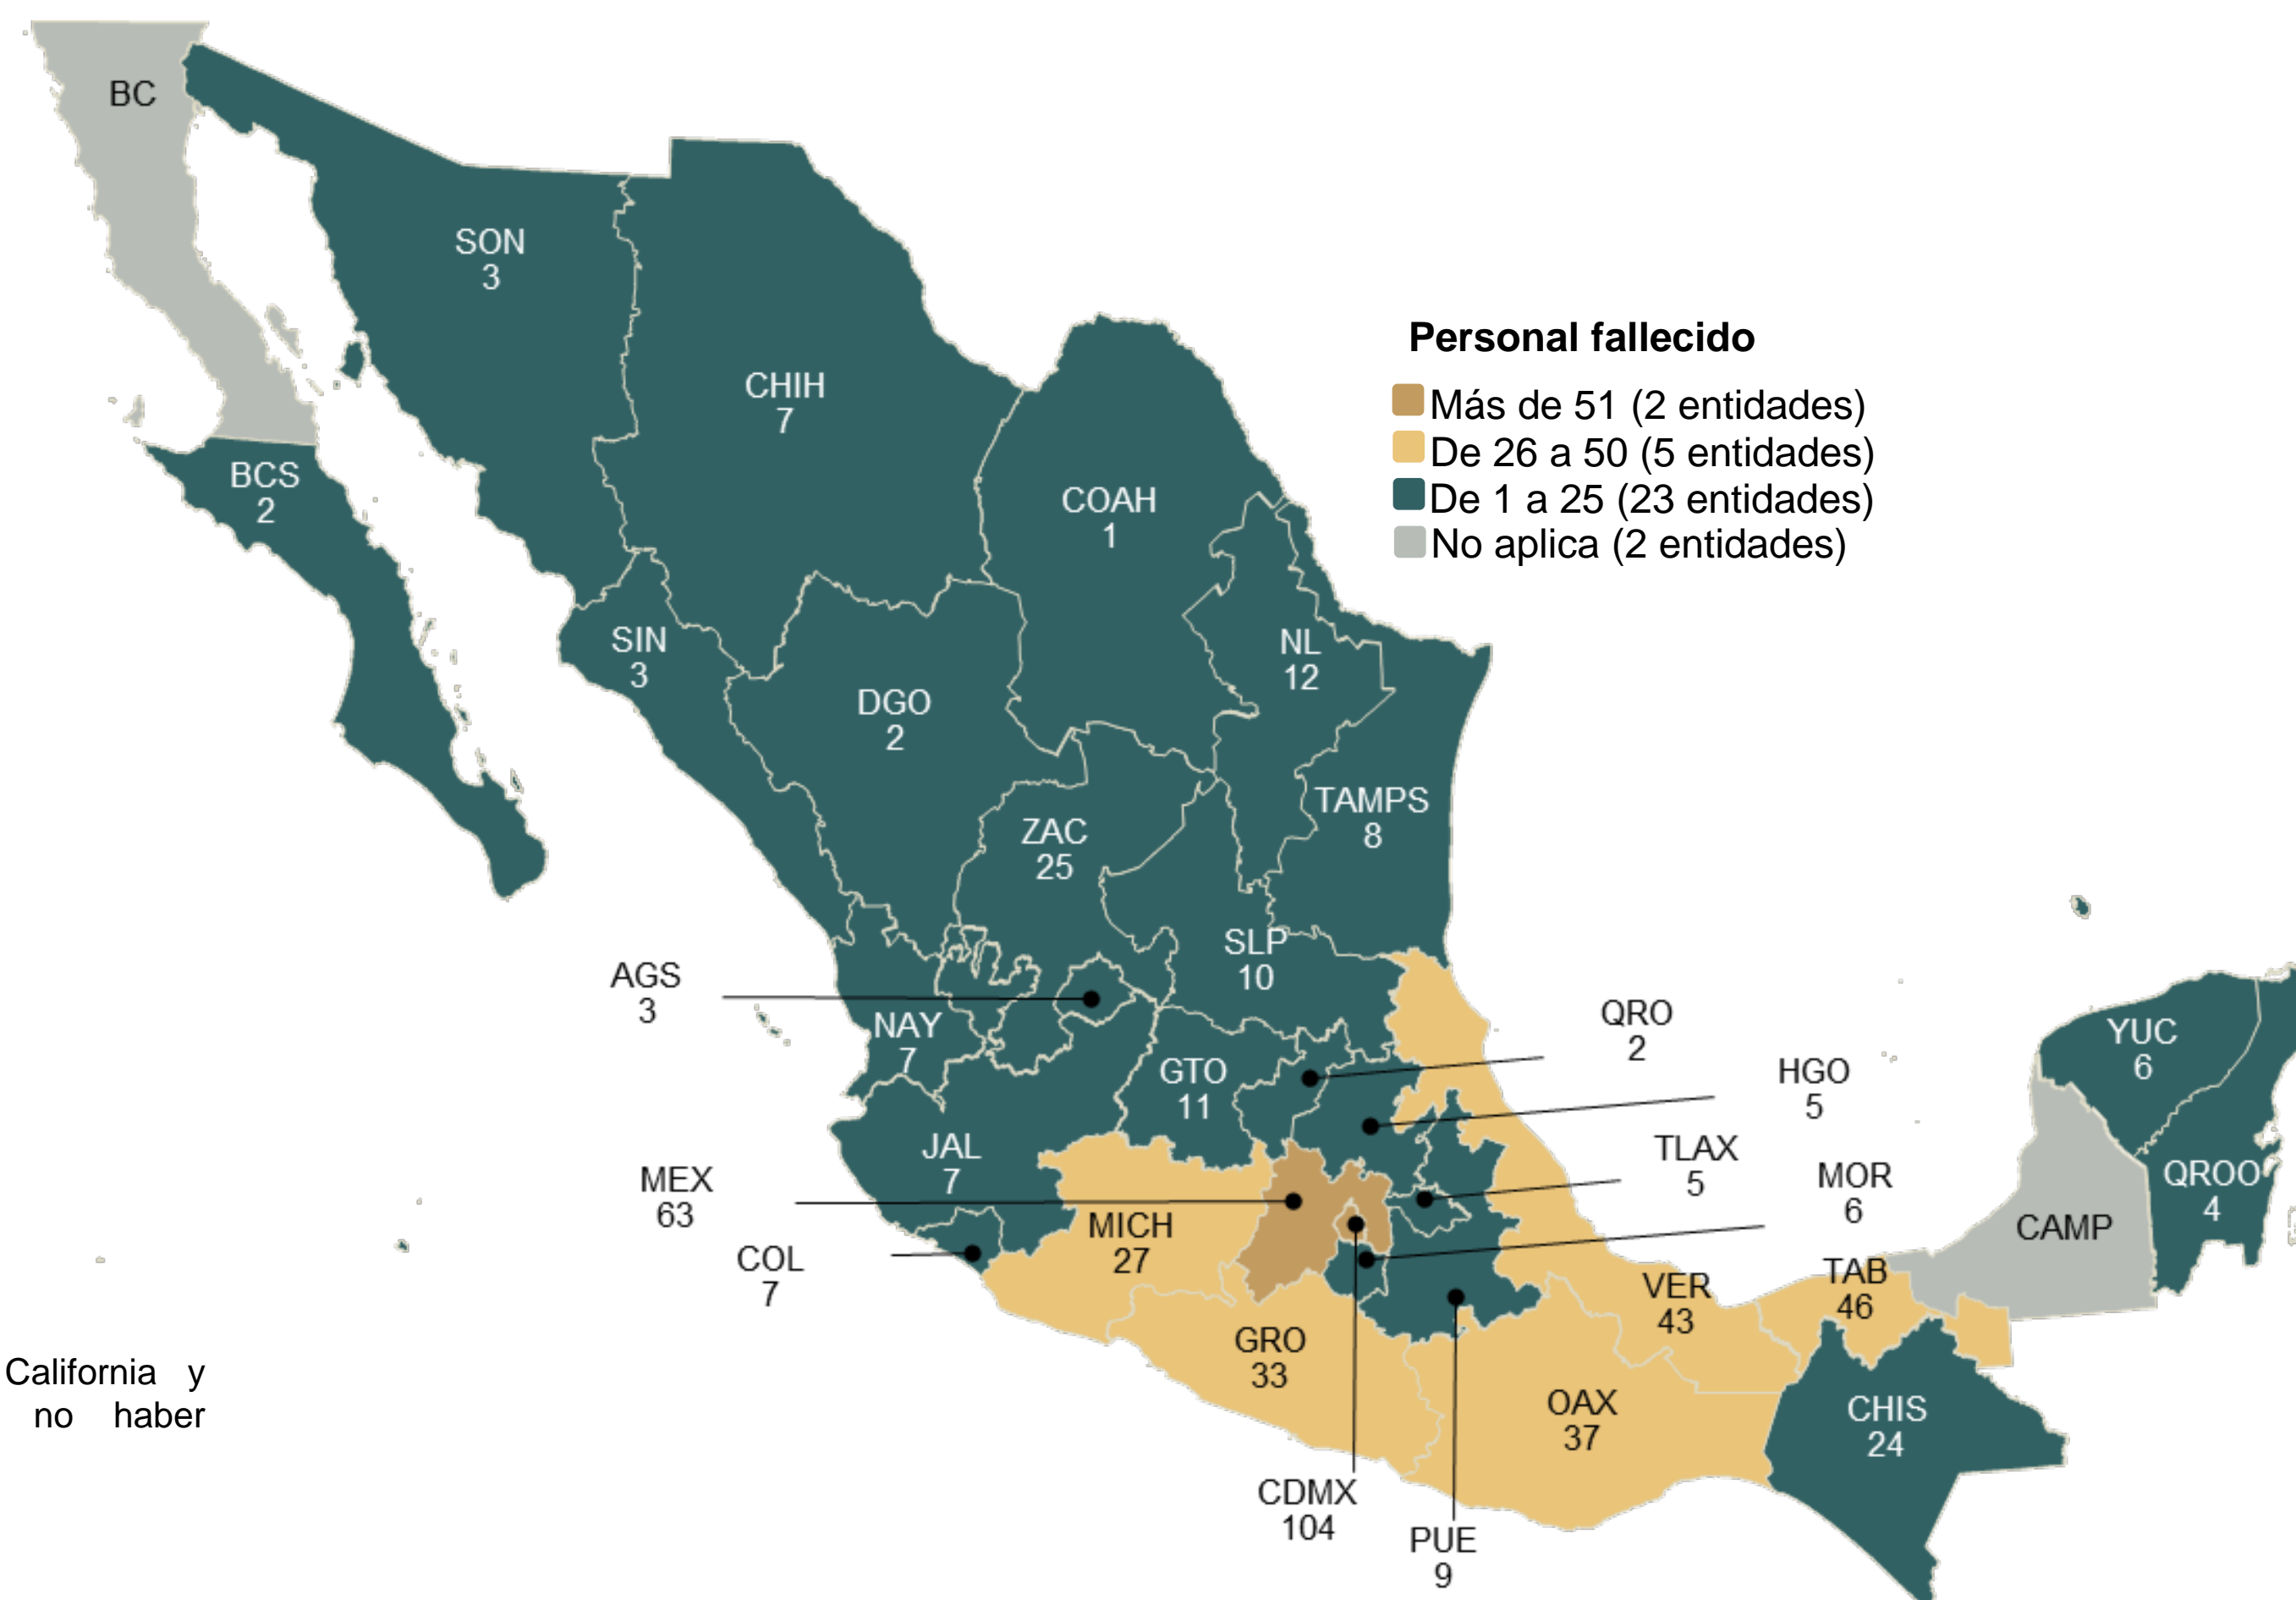 BC
SON
3
CHIH
7
Personal fallecido
Más de 51 (2 entidades)
De 26 a 50 (5 entidades)
De 1 a 25 (23 entidades)
No aplica (2 entidades)
BCS
2
COAH
1
SIN
3
NL
12
DGO
2
TAMPS
8
ZAC
25
SLP
10
AGS
3
NAY
7
QRO
2
YUC
6
GTO
11
HGO
5
JAL
7
TLAX
5
MOR
6
QROO
4
MEX
63
MICH
27
CAMP
COL
7
VER
43
TAB
46
GRO
33
California y
no haber
OAX
37
CHIS
24
CDMX
104
PUE
9